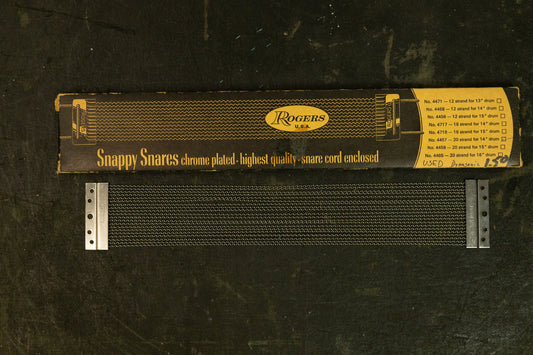 ROGERS
U.S.A.
Snappy Snares chrome plated · highest quality · snare cord enclosed
No. 4471 — 12 strand for 13" drum
No. 4468 — 12 strand for 14" drum
No. 4456 — 12 strand for 15" drum
No. 4717 — 18 strand for 14" drum
No. 4718 — 18 strand for 15" drum
No. 4457 — 20 strand for 14" drum
No. 4458 — 20 strand for 15" drum
No. 4465 — 20 strand for 16" drum
USED